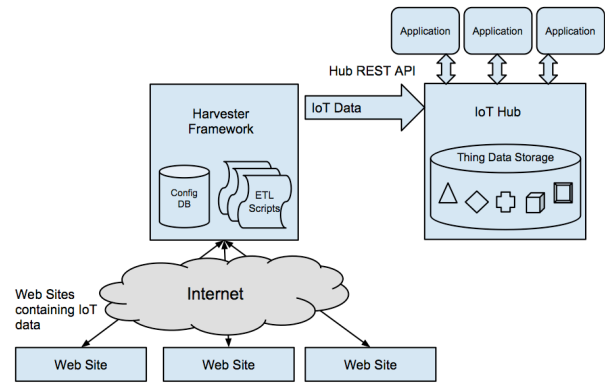 Application
Application
Application
Hub REST API
Harvester
Framework
IoT Data
IoT Hub
Thing Data Storage
Config
DB
ETL
Scripts
Internet
Web Sites
containing IoT
data
Web Site
Web Site
Web Site